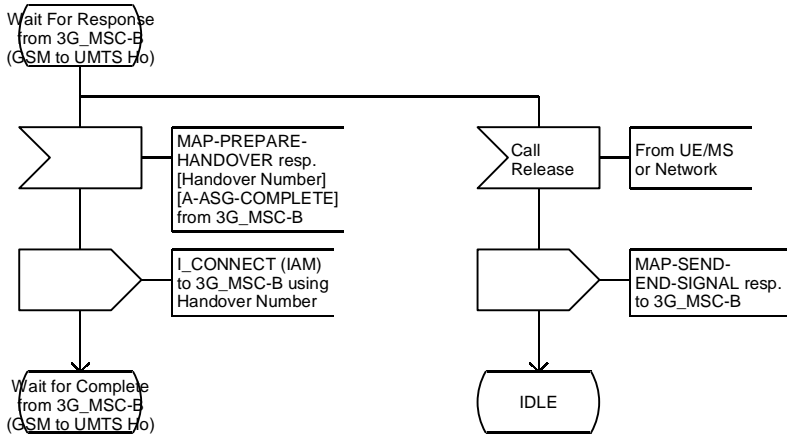 Wait For Response
from 3G_MSC-B
(GSM to UMTS Ho)
MAP-PREPARE-
HANDOVER resp.
[Handover Number]
[A-ASG-COMPLETE]
from 3G_MSC-B
Call
Release
From UE/MS
or Network
I_CONNECT (IAM)
to 3G_MSC-B using
Handover Number
MAP-SEND-
END-SIGNAL resp.
to 3G_MSC-B
Wait for Complete
from 3G_MSC-B
(GSM to UMTS Ho)
IDLE